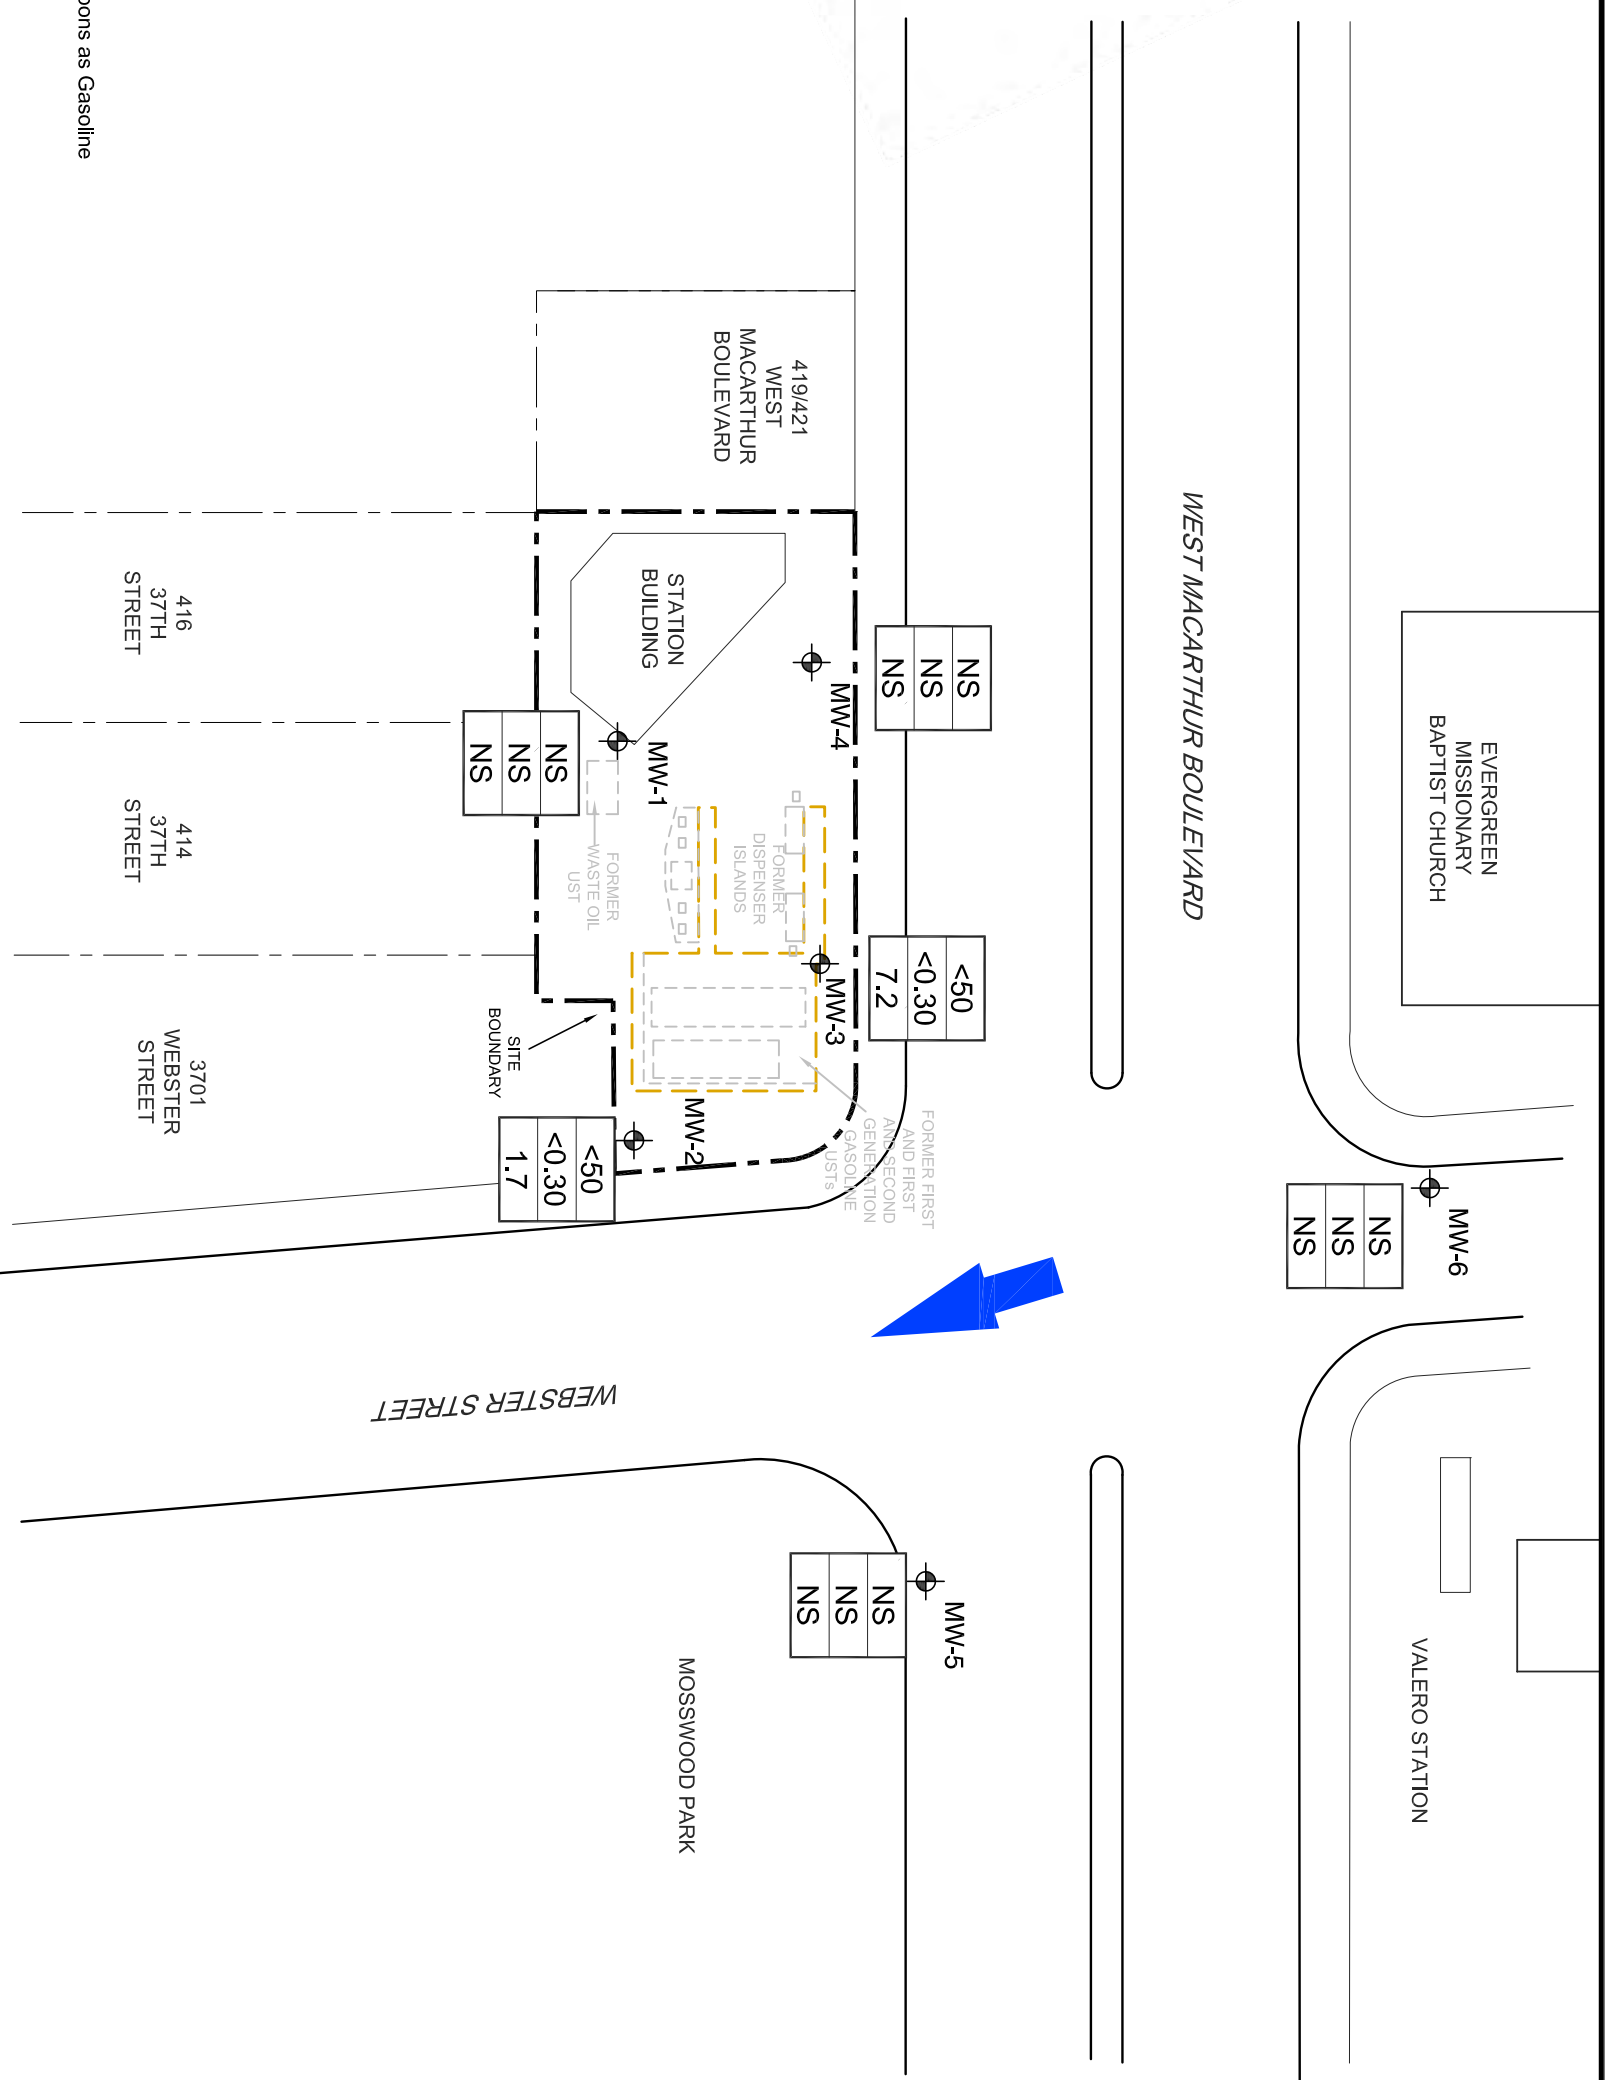 EVERGREEN
MISSIONARY
BAPTIST CHURCH
MW-6
NS
NS
NS
VALERO STATION
WEST MACARTHUR BOULEVARD
419/421
WEST
MACARTHUR
BOULEVARD
NS
NS
NS
MW-4
<50
<0.30
7.2
MW-3
STATION
BUILDING
MW-1
NS
NS
NS
FORMER
DISPENSER
ISLANDS
FORMER
WASTE OIL
UST
FORMER FIRST
AND FIRST
AND SECOND
GENERATION
GASOLINE
USTs
MW-2
<50
<0.30
1.7
SITE
BOUNDARY
MW-5
NS
NS
NS
MOSSWOOD PARK
WEBSTER STREET
416
37TH
STREET
414
37TH
STREET
3701
WEBSTER
STREET
as Gasoline